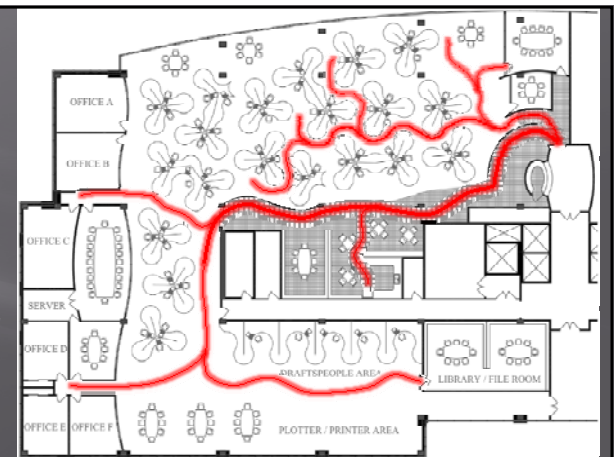 OFFICE A
OFFICE B
OFFICE C
SERVER
OFFICE D
DRAFTSPEOPLE AREA
LIBRARY / FILE ROOM
OFFICE E
OFFICE F
PLOTTER / PRINTER AREA